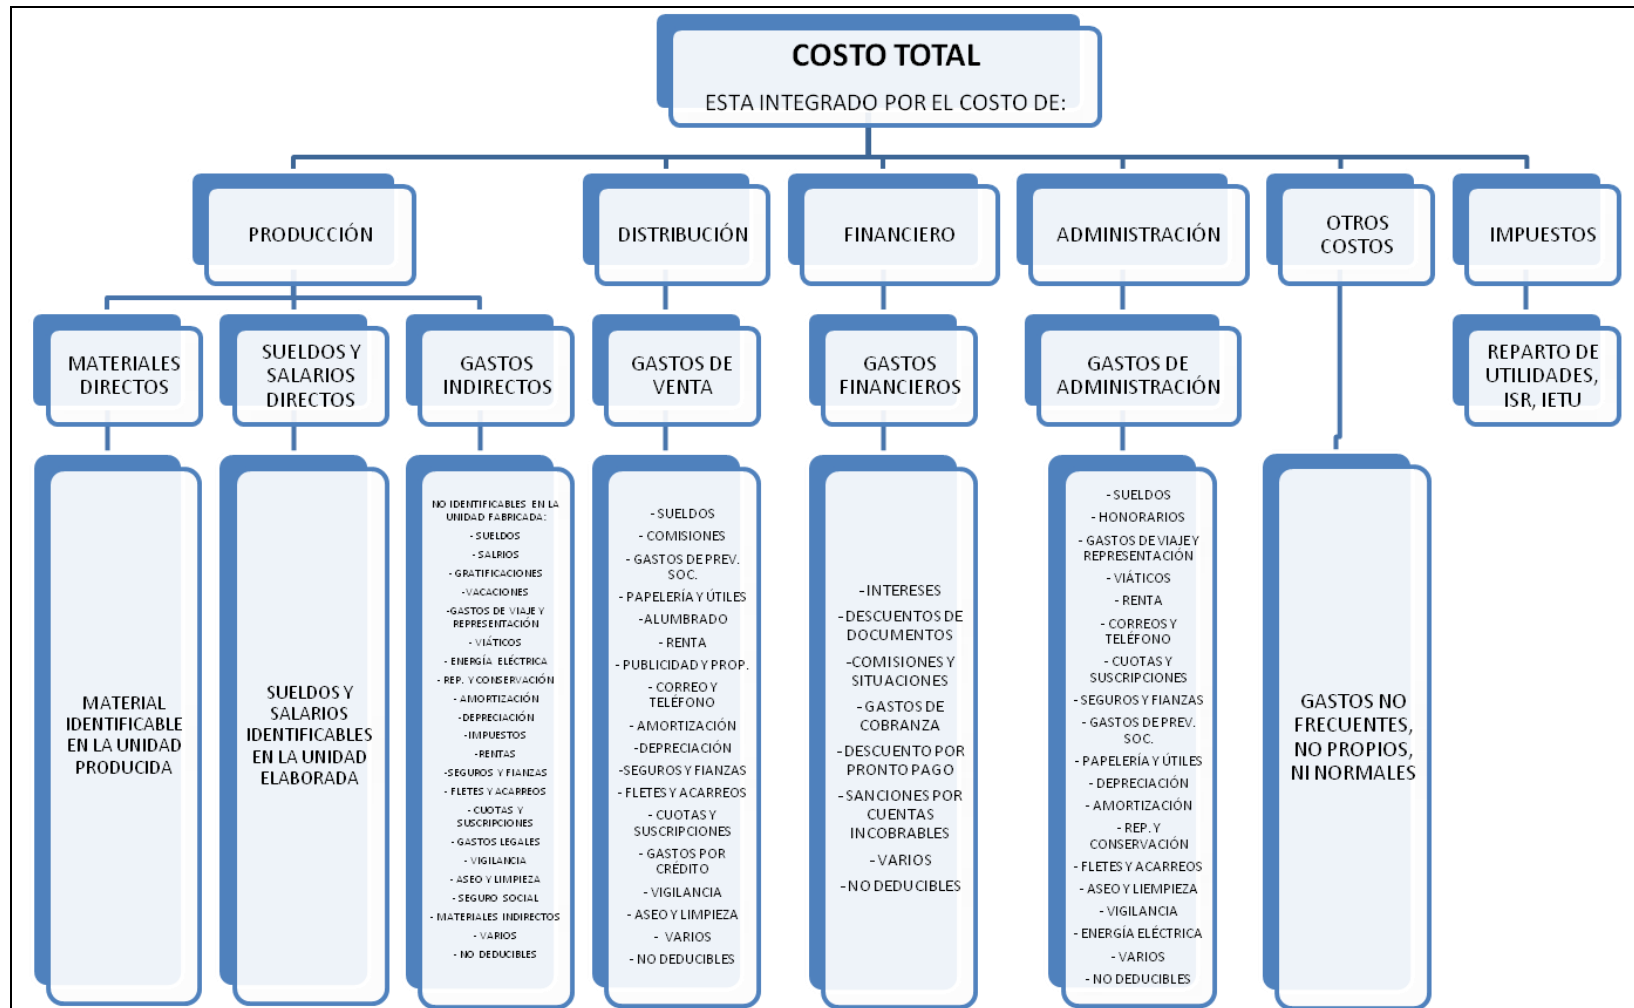 COSTO TOTAL
ESTA INTEGRADO POR EL COSTO DE:
PRODUCCIÓN
DISTRIBUCIÓN
FINANCIERO
ADMINISTRACIÓN
OTROS
COSTOS
IMPUESTOS
MATERIALES
DIRECTOS
SUELDOS Y
SALARIOS
DIRECTOS
GASTOS
INDIRECTOS
GASTOS DE
VENTA
GASTOS
FINANCIEROS
GASTOS DE
ADMINISTRACIÓN
REPARTO DE
UTILIDADES,
ISR, IETU
MATERIAL
IDENTIFICABLE
EN LA UNIDAD
PRODUCIDA
SUELDOS Y
SALARIOS
IDENTIFICABLES
EN LA UNIDAD
ELABORADA
NO IDENTIFICABLES EN LA
UNIDAD FABRICADA:
- SUELDOS
- SALRIOS
- GRATIFICACIONES
-VACACIONES
-GASTOS DE VIAJE Y
REPRESENTACIÓN
- VIÁTICOS
- ENERGÍA ELÉCTRICA
- REP. Y CONSERVACIÓN
- AMORTIZACIÓN
-DEPRECIACIÓN
-IMPUESTOS
-RENTAS
-SEGUROS Y FIANZAS
- FLETES Y ACARREOS
- CUOTAS Y
SUSCRIPCIONES
- GASTOS LEGALES
- VIGILANCIA
- ASEO Y LIMPIEZA
- SEGURO SOCIAL
- MATERIALES INDIRECTOS
- VARIOS
- NO DEDUCIBLES
- SUELDOS
- COMISIONES
- GASTOS DE PREV.
SOC.
- PAPELERÍA Y ÚTILES
-ALUMBRADO
- RENTA
- PUBLICIDAD Y PROP.
- CORREO Y
TELÉFONO
- AMORTIZACIÓN
-DEPRECIACIÓN
-SEGUROS Y FIANZAS
- FLETES Y ACARREOS
- CUOTAS Y
SUSCRIPCIONES
- GASTOS POR
CRÉDITO
- VIGILANCIA
- ASEO Y LIMPIEZA
- VARIOS
- NO DEDUCIBLES
- INTERESES
-DESCUENTOS DE
DOCUMENTOS
-COMISIONES Y
SITUACIONES
- GASTOS DE
COBRANZA
-DESCUENTO POR
PRONTO PAGO
- SANCIONES POR
CUENTAS
INCOBRABLES
- VARIOS
-NO DEDUCIBLES
- SUELDOS
- HONORARIOS
- GASTOS DE VIAJE Y
REPRESENTACIÓN
- VIÁTICOS
- RENTA
- CORREOS Y
TELÉFONO
- CUOTAS Y
SUSCRIPCIONES
-SEGUROS Y FIANZAS
- GASTOS DE PREV.
SOC.
- PAPELERÍA Y ÚTILES
- DEPRECIACIÓN
- AMORTIZACIÓN
- REP. Y
CONSERVACIÓN
- FLETES Y ACARREOS
- ASEO Y LIEMPIEZA
- VIGILANCIA
- ENERGÍA ELÉCTRICA
- VARIOS
- NO DEDUCIBLES
GASTOS NO
FRECUENTES,
NO PROPIOS,
NI NORMALES